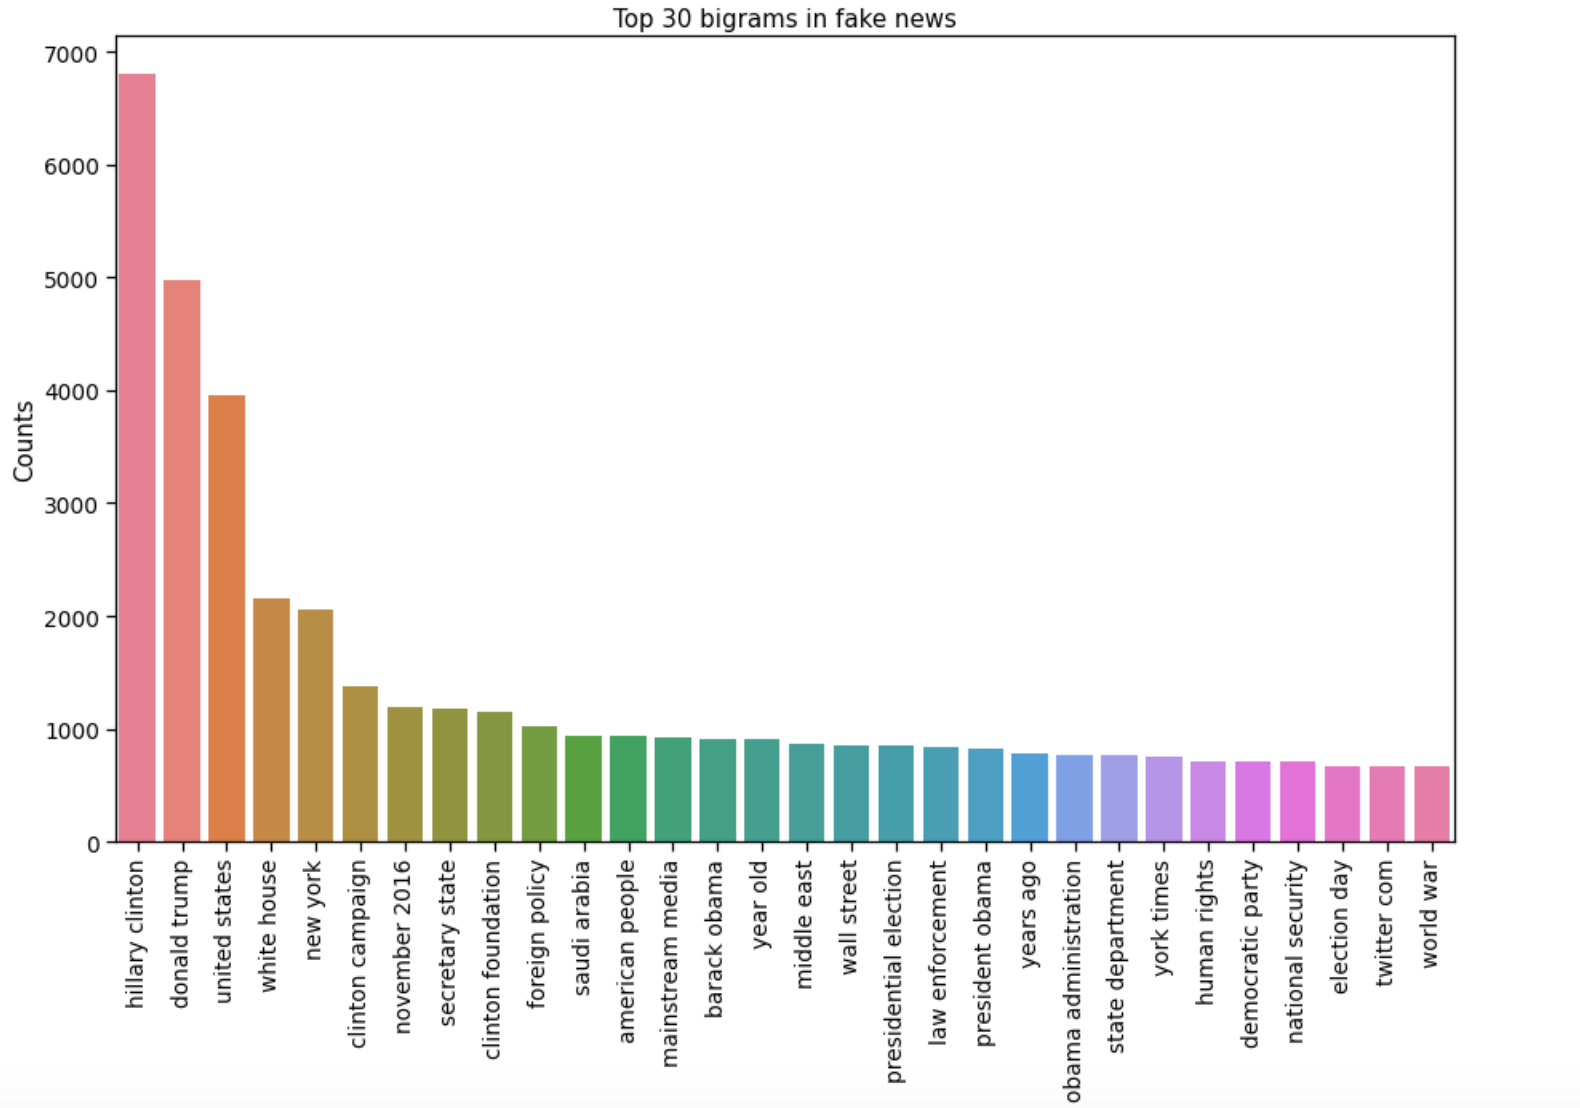 Top 30 bigrams in fake news
Counts
7000
6000
5000
4000
3000
2000
1000
0
hillary clinton
donald trump
united states
white house
new york
clinton campaign
november 2016
secretary state
clinton foundation
foreign policy
saudi arabia
american people
mainstream media
barack obama
year old
middle east
wall street
presidential election
law enforcement
president obama
years ago
obama administration
state department
york times
human rights
democratic party
national security
election day
twitter com
world war